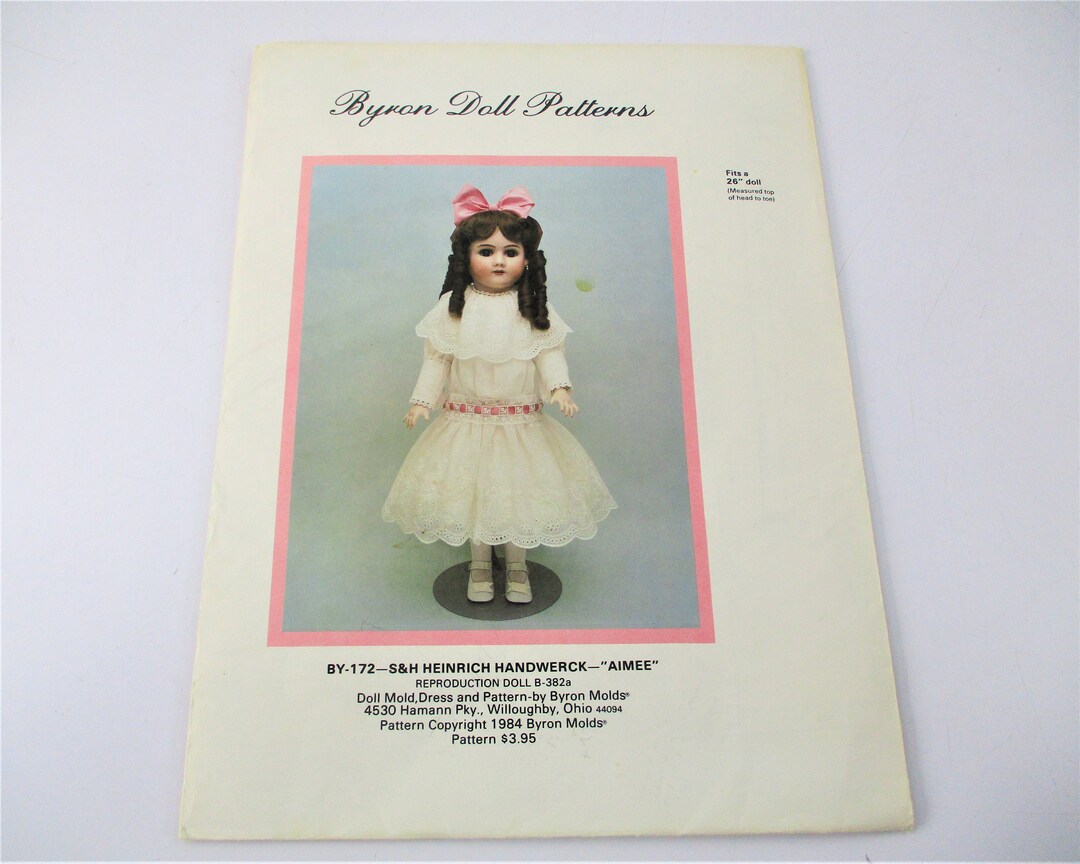 Byron Doll Patterns
Fits a
26" doll
(Measured top
of head to toe)
BY-172—S&H HEINRICH HANDWERCK—"AIMEE"
REPRODUCTION DOLL B-382a
Doll Mold,Dress and Pattern-by Byron Molds®
4530 Hamann Pky., Willoughby, Ohio 44094
Pattern Copyright 1984 Byron Molds®
Pattern $3.95